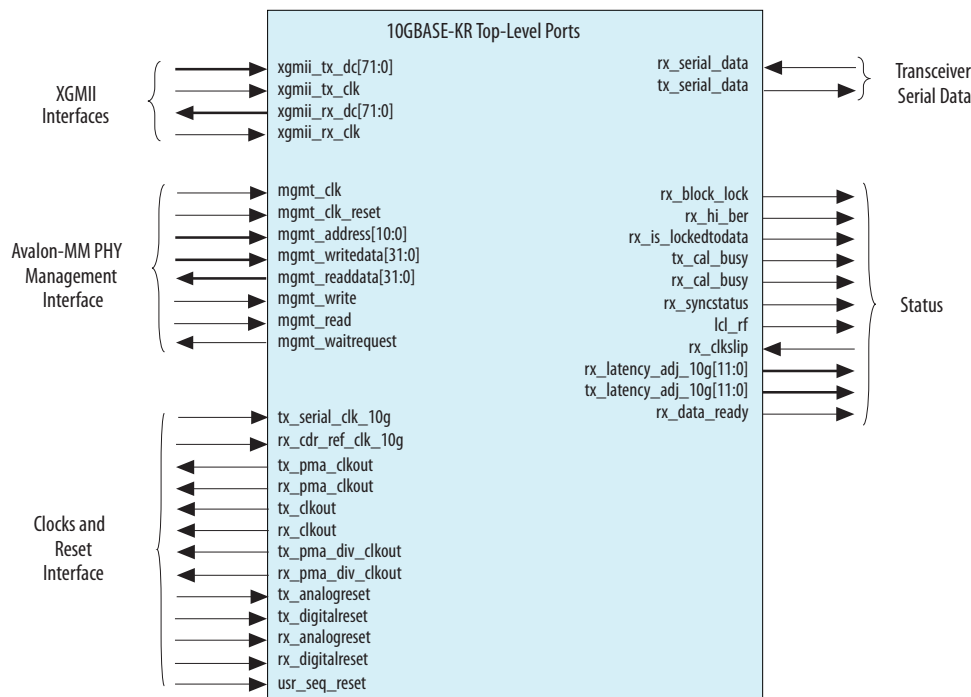 10GBASE-KR Top-Level Ports
XGMII
Interfaces
xgmii_tx_dc[71:0]
xgmii_tx_clk
xgmii_rx_dc[71:0]
xgmii_rx_clk
Avalon-MM PHY
Management
Interface
mgmt_clk
mgmt_clk_reset
mgmt_address[10:0]
mgmt_writedata[31:0]
mgmt_readdata[31:0]
mgmt_write
mgmt_read
mgmt_waitrequest
Clocks and
Reset
Interface
tx_serial_clk_10g
rx_cdr_ref_clk_10g
tx_pma_clkout
rx_pma_clkout
tx_clkout
rx_clkout
tx_pma_div_clkout
rx_pma_div_clkout
tx_analogreset
tx_digitalreset
rx_analogreset
rx_digitalreset
usr_seq_reset
rx_serial_data
tx_serial_data
Transceiver
Serial Data
rx_block_lock
rx_hi_ber
rx_is_lockedtodata
tx_cal_busy
rx_cal_busy
rx_syncstatus
lcl_rf
rx_clkslip
rx_latency_adj_10g[11:0]
tx_latency_adj_10g[11:0]
rx_data_ready
Status